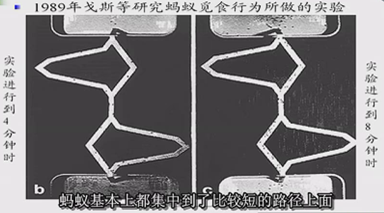 1989年戈斯等研究蚂蚁觅食行为所做的实验
实验进行到4分钟时
实验进行到8分钟时
b
c
蚂蚁基本上都集中到了比较短的路径上面